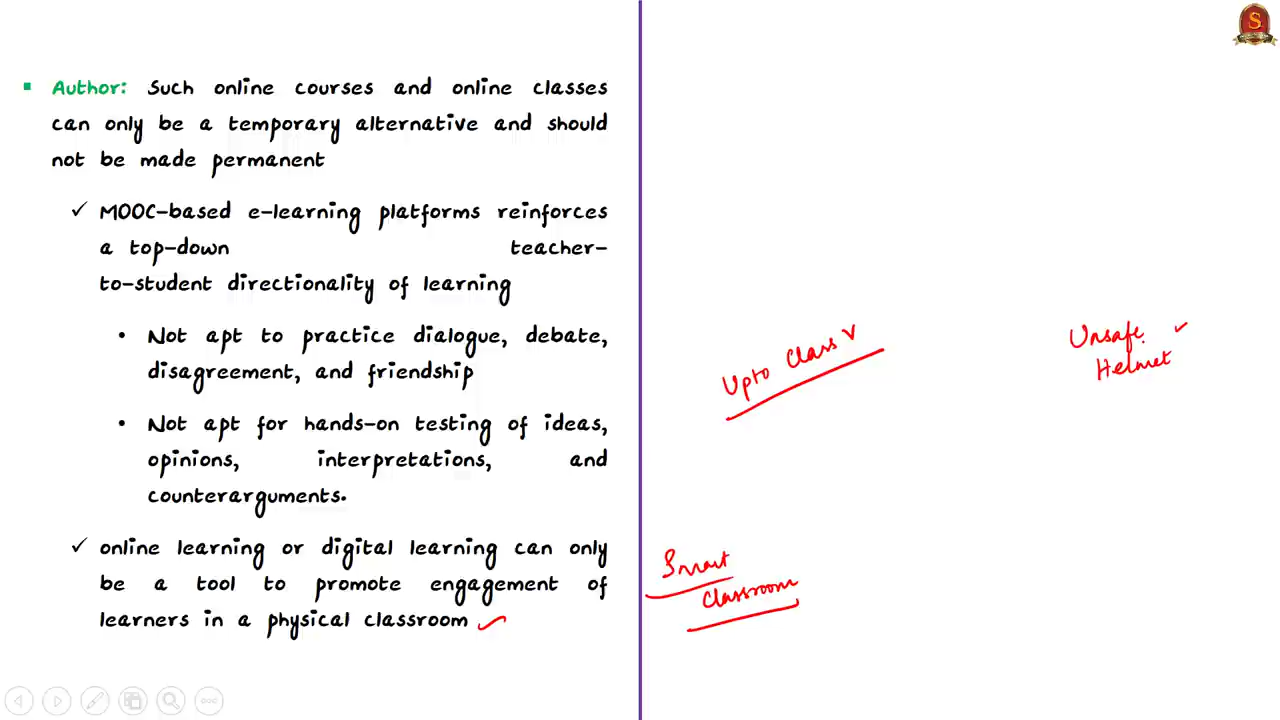 Author: Such online courses and online classes
can only be a temporary alternative and should
not be made permanent
MOOC-based e-learning platforms reinforces
a top-down teacher-
to-student directionality of learning
Not apt to practice dialogue, debate,
disagreement, and friendship
Not apt for hands-on testing of ideas,
opinions, interpretations, and
counterarguments.
online learning or digital learning can only
be a tool to promote engagement of
learners in a physical classroom
Upto Class V
Unsafe
Helmet
Smart
Classroom
S